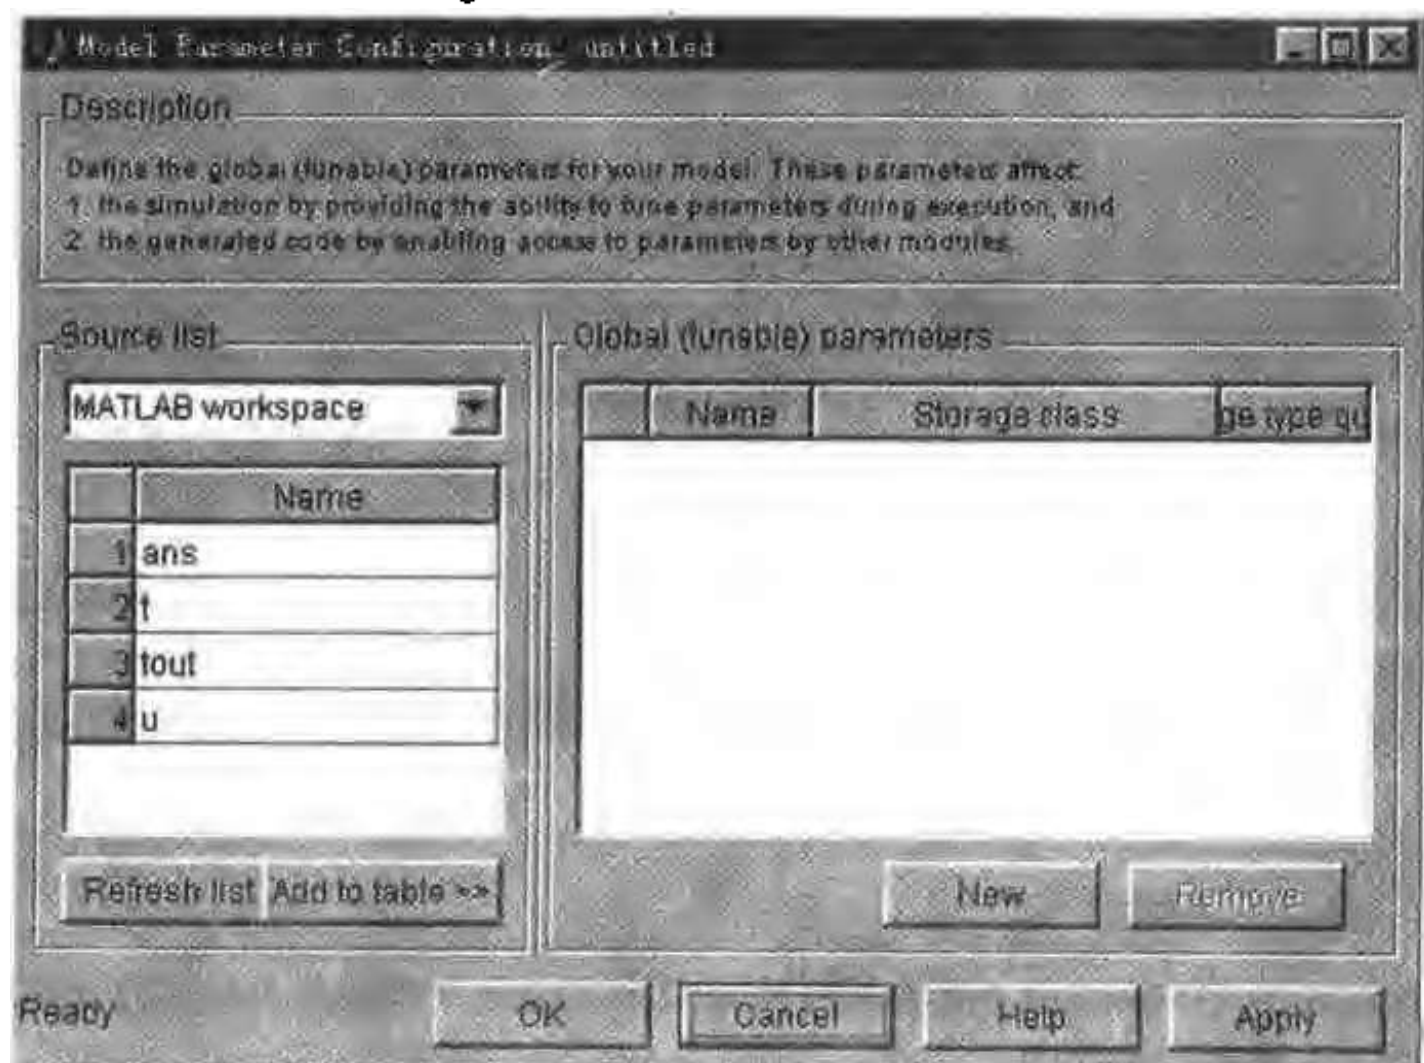 Model Parameter Configuration: untitled
Description
Define the global (tunable) parameters for your model. These parameters affect:
1. the simulation by providing the ability to tune parameters during execution, and
2. the generated code by enabling access to parameters by other modules.
Source list
MATLAB workspace
Name
1 ans
2 t
3 tout
4 u
Refresh list Add to table >>
Global (tunable) parameters
Name Storage class ge type qu
New Remove
Ready OK Cancel Help Apply